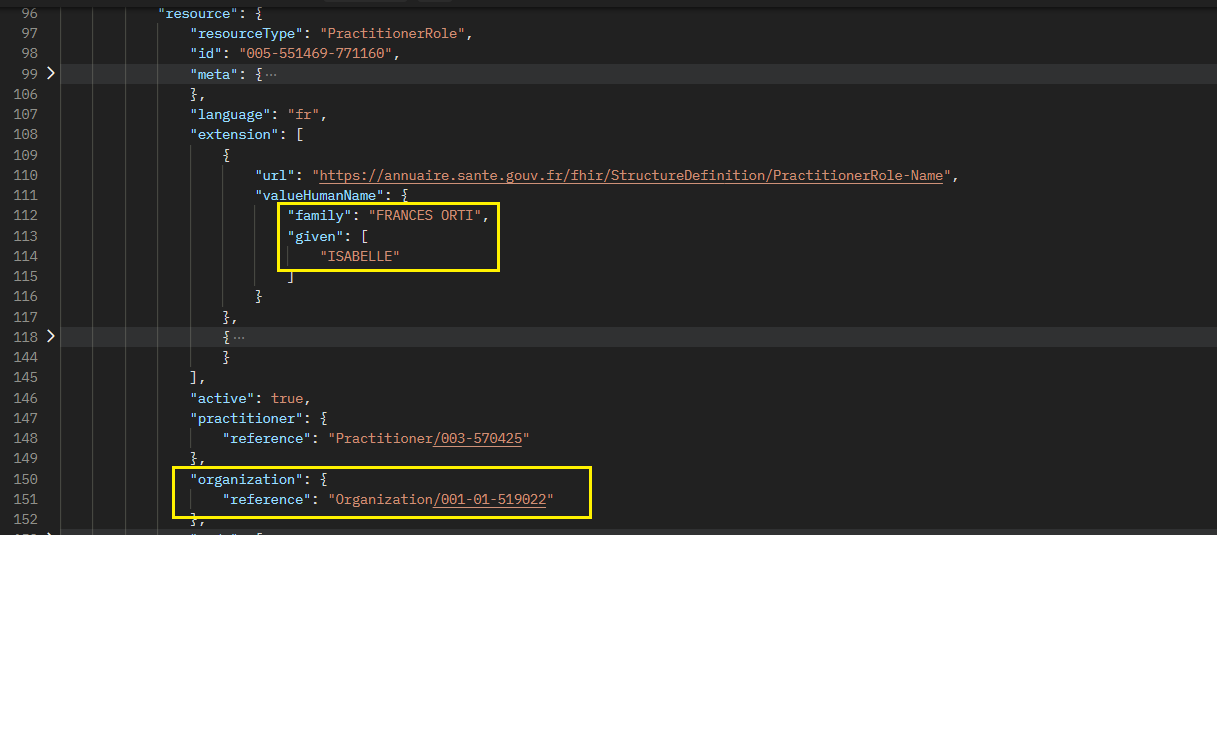 96 "resource": {
97 "resourceType": "PractitionerRole",
98 "id": "005-551469-771160",
99 "meta": {…
106 },
107 "language": "fr",
108 "extension": [
109 {
110 "url": "https://annuaire.sante.gouv.fr/fhir/StructureDefinition/PractitionerRole-Name",
111 "valueHumanName": {
112 "family": "FRANCES ORTI",
113 "given": [
114 "ISABELLE"
115 ]
116 }
117 },
118 {…
144 }
145 ],
146 "active": true,
147 "practitioner": {
148 "reference": "Practitioner/003-570425"
149 },
150 "organization": {
151 "reference": "Organization/001-01-519022"
152 },